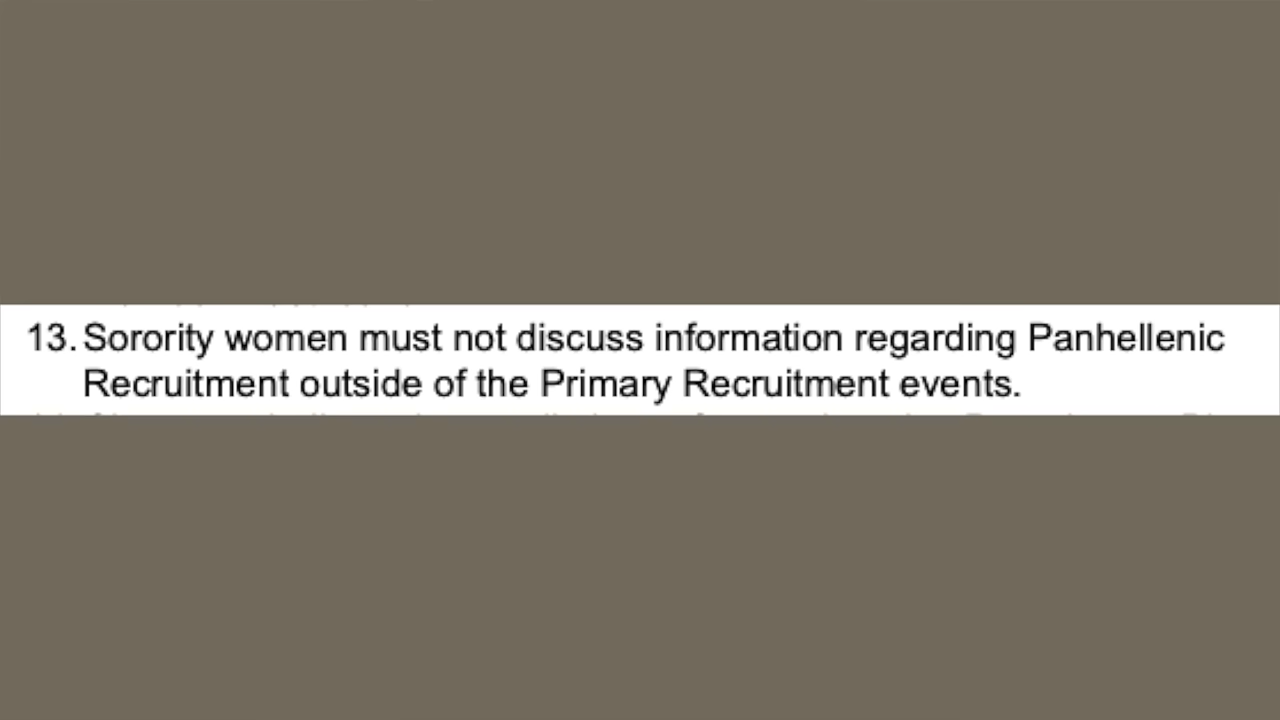 13. Sorority women must not discuss information regarding Panhellenic
Recruitment outside of the Primary Recruitment events.